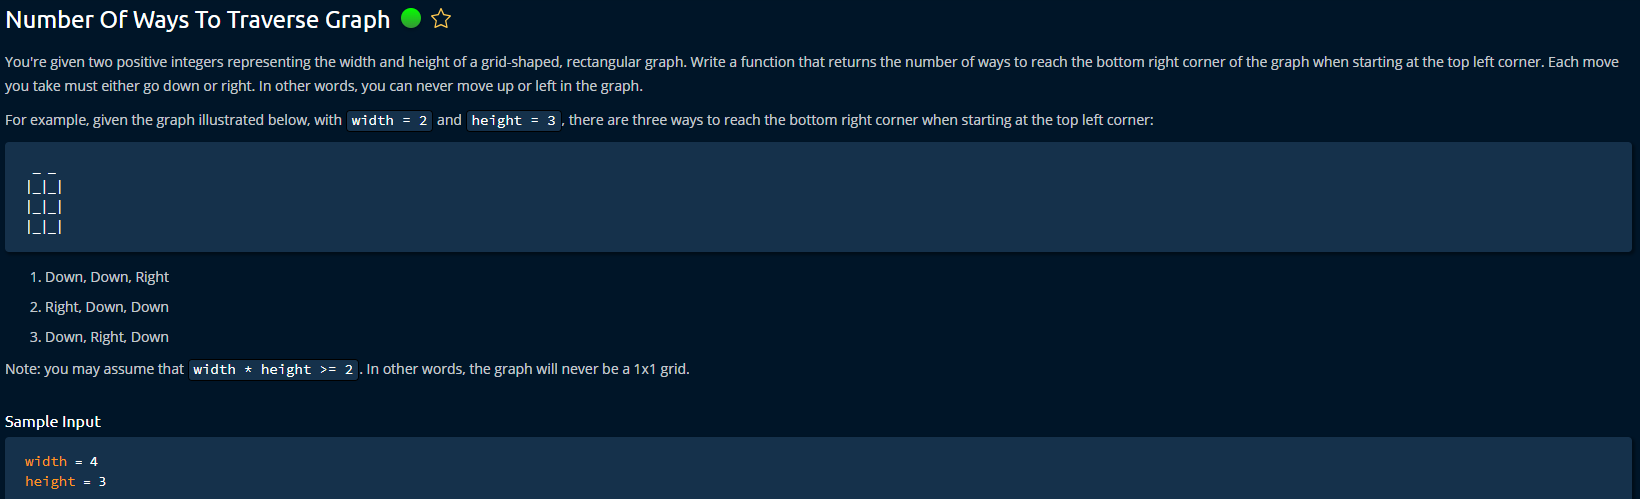 Number Of Ways To Traverse Graph
You're given two positive integers representing the width and height of a grid-shaped, rectangular graph. Write a function that returns the number of ways to reach the bottom right corner of the graph when starting at the top left corner. Each move
you take must either go down or right. In other words, you can never move up or left in the graph.
For example, given the graph illustrated below, with width = 2 and height = 3, there are three ways to reach the bottom right corner when starting at the top left corner:
 _ _
|_|_|
|_|_|
|_|_|
1. Down, Down, Right
2. Right, Down, Down
3. Down, Right, Down
Note: you may assume that width * height >= 2. In other words, the graph will never be a 1x1 grid.
Sample Input
width = 4
height = 3